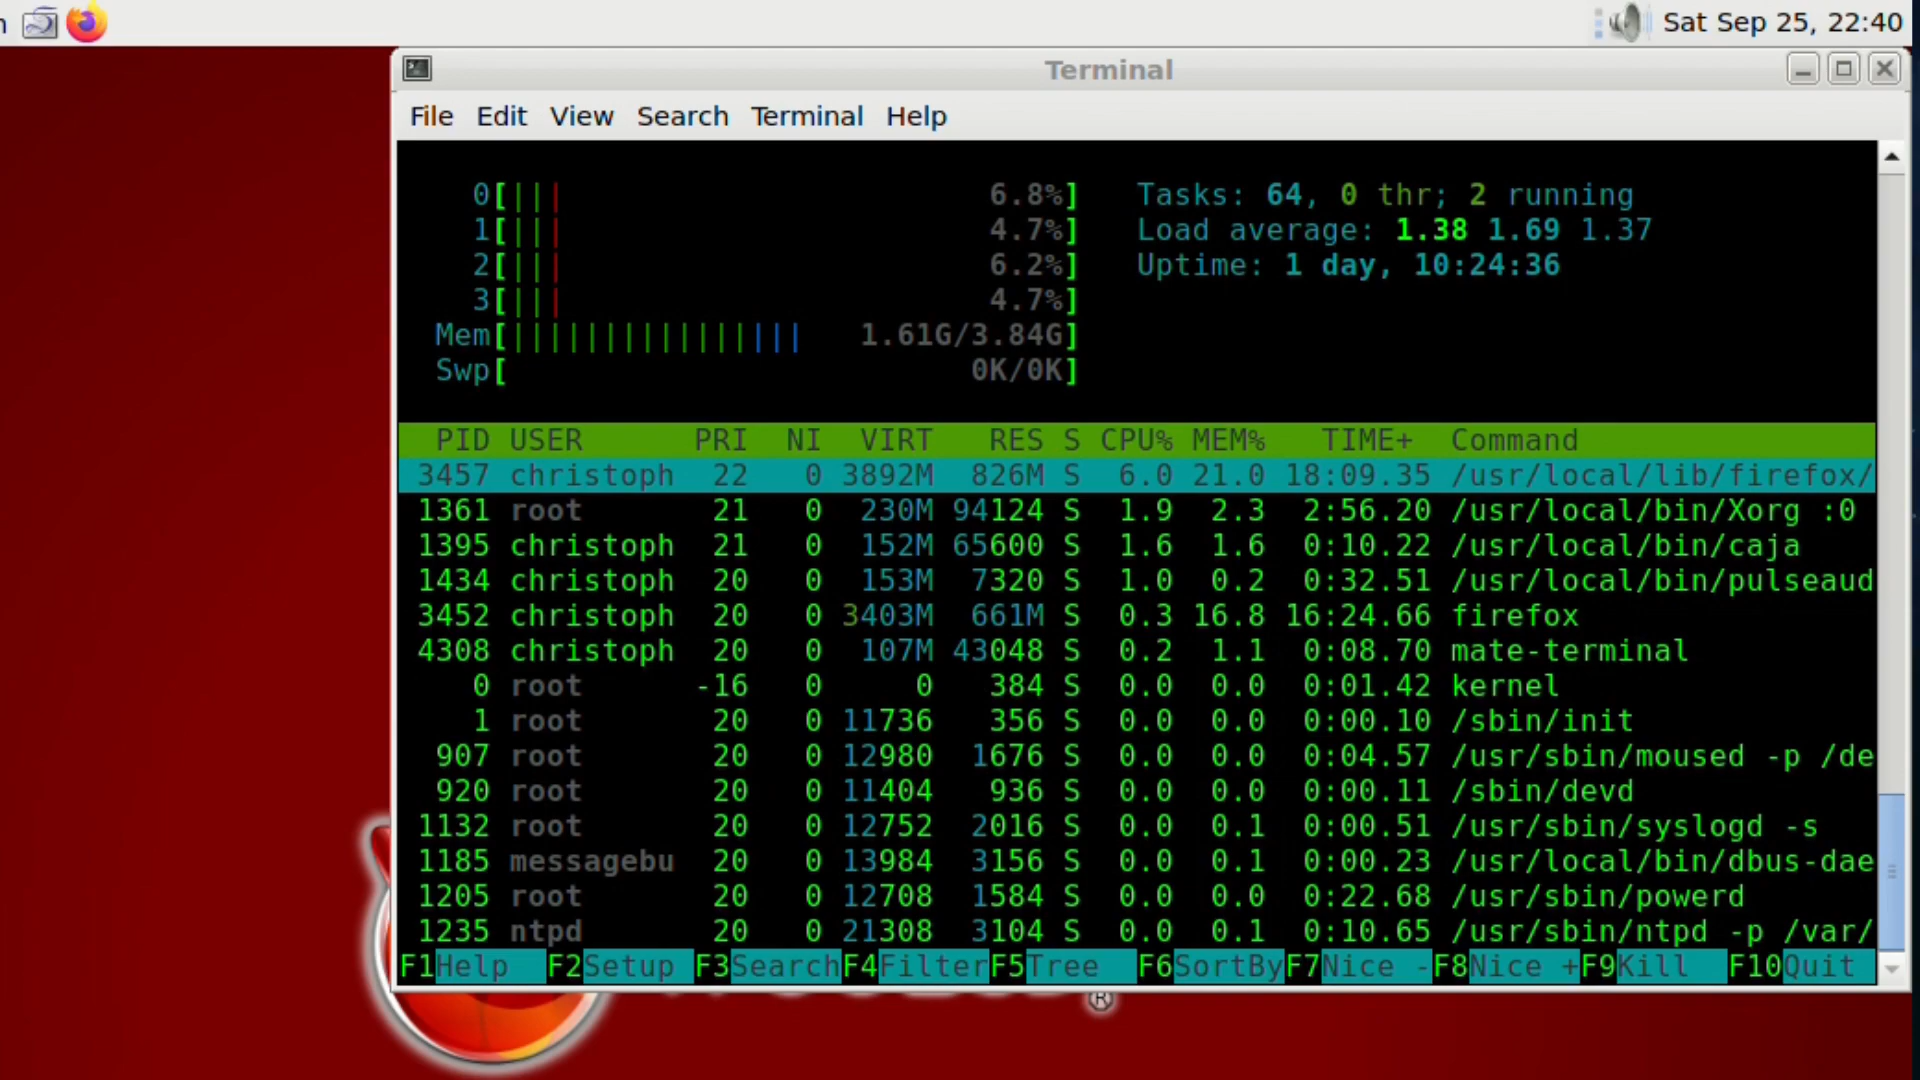 Sat Sep 25, 22:40
Terminal
File Edit View Search Terminal Help
0[||| 6.8%] Tasks: 64, 0 thr; 2 running
1[||| 4.7%] Load average: 1.38 1.69 1.37
2[||| 6.2%] Uptime: 1 day, 10:24:36
3[||| 4.7%]
Mem[|||||||||||||||| 1.61G/3.84G]
Swp[ 0K/0K]
PID USER PRI NI VIRT RES S CPU% MEM% TIME+ Command
3457 christoph 22 0 3892M 826M S 6.0 21.0 18:09.35 /usr/local/lib/firefox/
1361 root 21 0 230M 94124 S 1.9 2.3 2:56.20 /usr/local/bin/Xorg :0
1395 christoph 21 0 152M 65600 S 1.6 1.6 0:10.22 /usr/local/bin/caja
1434 christoph 20 0 153M 7320 S 1.0 0.2 0:32.51 /usr/local/bin/pulseaud
3452 christoph 20 0 3403M 661M S 0.3 16.8 16:24.66 firefox
4308 christoph 20 0 107M 43048 S 0.2 1.1 0:08.70 mate-terminal
0 root -16 0 0 384 S 0.0 0.0 0:01.42 kernel
1 root 20 0 11736 356 S 0.0 0.0 0:00.10 /sbin/init
907 root 20 0 12980 1676 S 0.0 0.0 0:04.57 /usr/sbin/moused -p /de
920 root 20 0 11404 936 S 0.0 0.0 0:00.11 /sbin/devd
1132 root 20 0 12752 2016 S 0.0 0.1 0:00.51 /usr/sbin/syslogd -s
1185 messagebu 20 0 13984 3156 S 0.0 0.1 0:00.23 /usr/local/bin/dbus-dae
1205 root 20 0 12708 1584 S 0.0 0.0 0:22.68 /usr/sbin/powerd
1235 ntpd 20 0 21308 3104 S 0.0 0.1 0:10.65 /usr/sbin/ntpd -p /var/
F1Help F2Setup F3SearchF4FilterF5Tree F6SortByF7Nice -F8Nice +F9Kill F10Quit
®